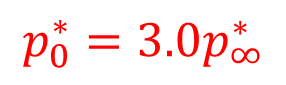 p₀* = 3.0p∞*